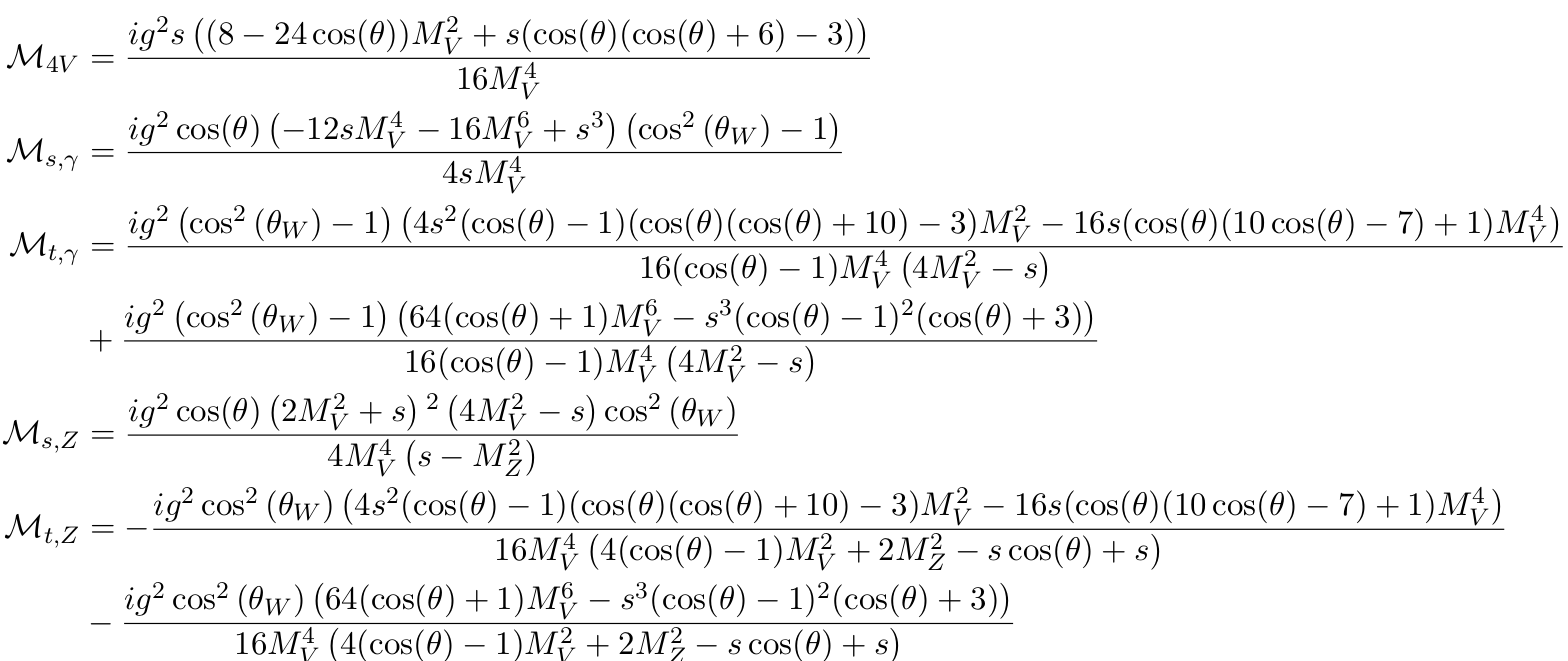 \mathcal{M}_{4V} = \frac{ig^2 s \left((8 - 24\cos(\theta))M_V^2 + s(\cos(\theta)(\cos(\theta) + 6) - 3)\right)}{16M_V^4}
\mathcal{M}_{s,\gamma} = \frac{ig^2 \cos(\theta) \left(-12sM_V^4 - 16M_V^6 + s^3\right) \left(\cos^2(\theta_W) - 1\right)}{4sM_V^4}
\mathcal{M}_{t,\gamma} = \frac{ig^2 \left(\cos^2(\theta_W) - 1\right) \left(4s^2(\cos(\theta) - 1)(\cos(\theta)(\cos(\theta) + 10) - 3)M_V^2 - 16s(\cos(\theta)(10\cos(\theta) - 7) + 1)M_V^4\right)}{16(\cos(\theta) - 1)M_V^4 \left(4M_V^2 - s\right)}
+ \frac{ig^2 \left(\cos^2(\theta_W) - 1\right) \left(64(\cos(\theta) + 1)M_V^6 - s^3(\cos(\theta) - 1)^2(\cos(\theta) + 3)\right)}{16(\cos(\theta) - 1)M_V^4 \left(4M_V^2 - s\right)}
\mathcal{M}_{s,Z} = \frac{ig^2 \cos(\theta) \left(2M_V^2 + s\right)^2 \left(4M_V^2 - s\right) \cos^2(\theta_W)}{4M_V^4 \left(s - M_Z^2\right)}
\mathcal{M}_{t,Z} = -\frac{ig^2 \cos^2(\theta_W) \left(4s^2(\cos(\theta) - 1)(\cos(\theta)(\cos(\theta) + 10) - 3)M_V^2 - 16s(\cos(\theta)(10\cos(\theta) - 7) + 1)M_V^4\right)}{16M_V^4 \left(4(\cos(\theta) - 1)M_V^2 + 2M_Z^2 - s\cos(\theta) + s\right)}
- \frac{ig^2 \cos^2(\theta_W) \left(64(\cos(\theta) + 1)M_V^6 - s^3(\cos(\theta) - 1)^2(\cos(\theta) + 3)\right)}{16M_V^4 \left(4(\cos(\theta) - 1)M_V^2 + 2M_Z^2 - s\cos(\theta) + s\right)}